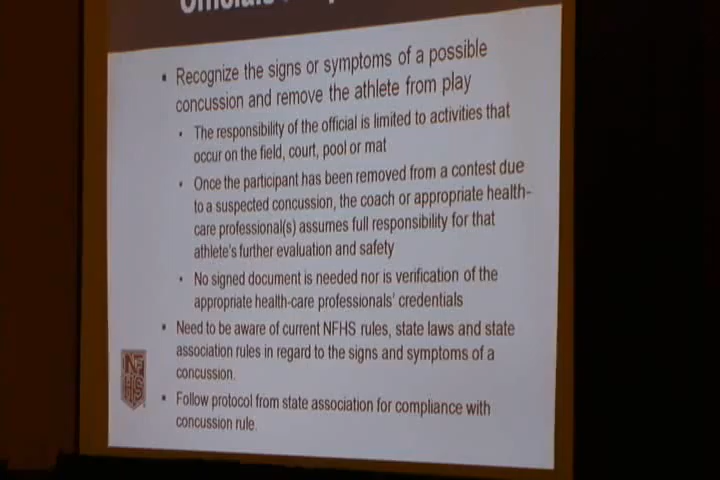 • Recognize the signs or symptoms of a possible
concussion and remove the athlete from play
• The responsibility of the official is limited to activities that
occur on the field, court, pool or mat
• Once the participant has been removed from a contest due
to a suspected concussion, the coach or appropriate health-
care professional(s) assumes full responsibility for that
athlete's further evaluation and safety
• No signed document is needed nor is verification of the
appropriate health-care professionals' credentials
• Need to be aware of current NFHS rules, state laws and state
association rules in regard to the signs and symptoms of a
concussion.
• Follow protocol from state association for compliance with
concussion rule.
NF
HS